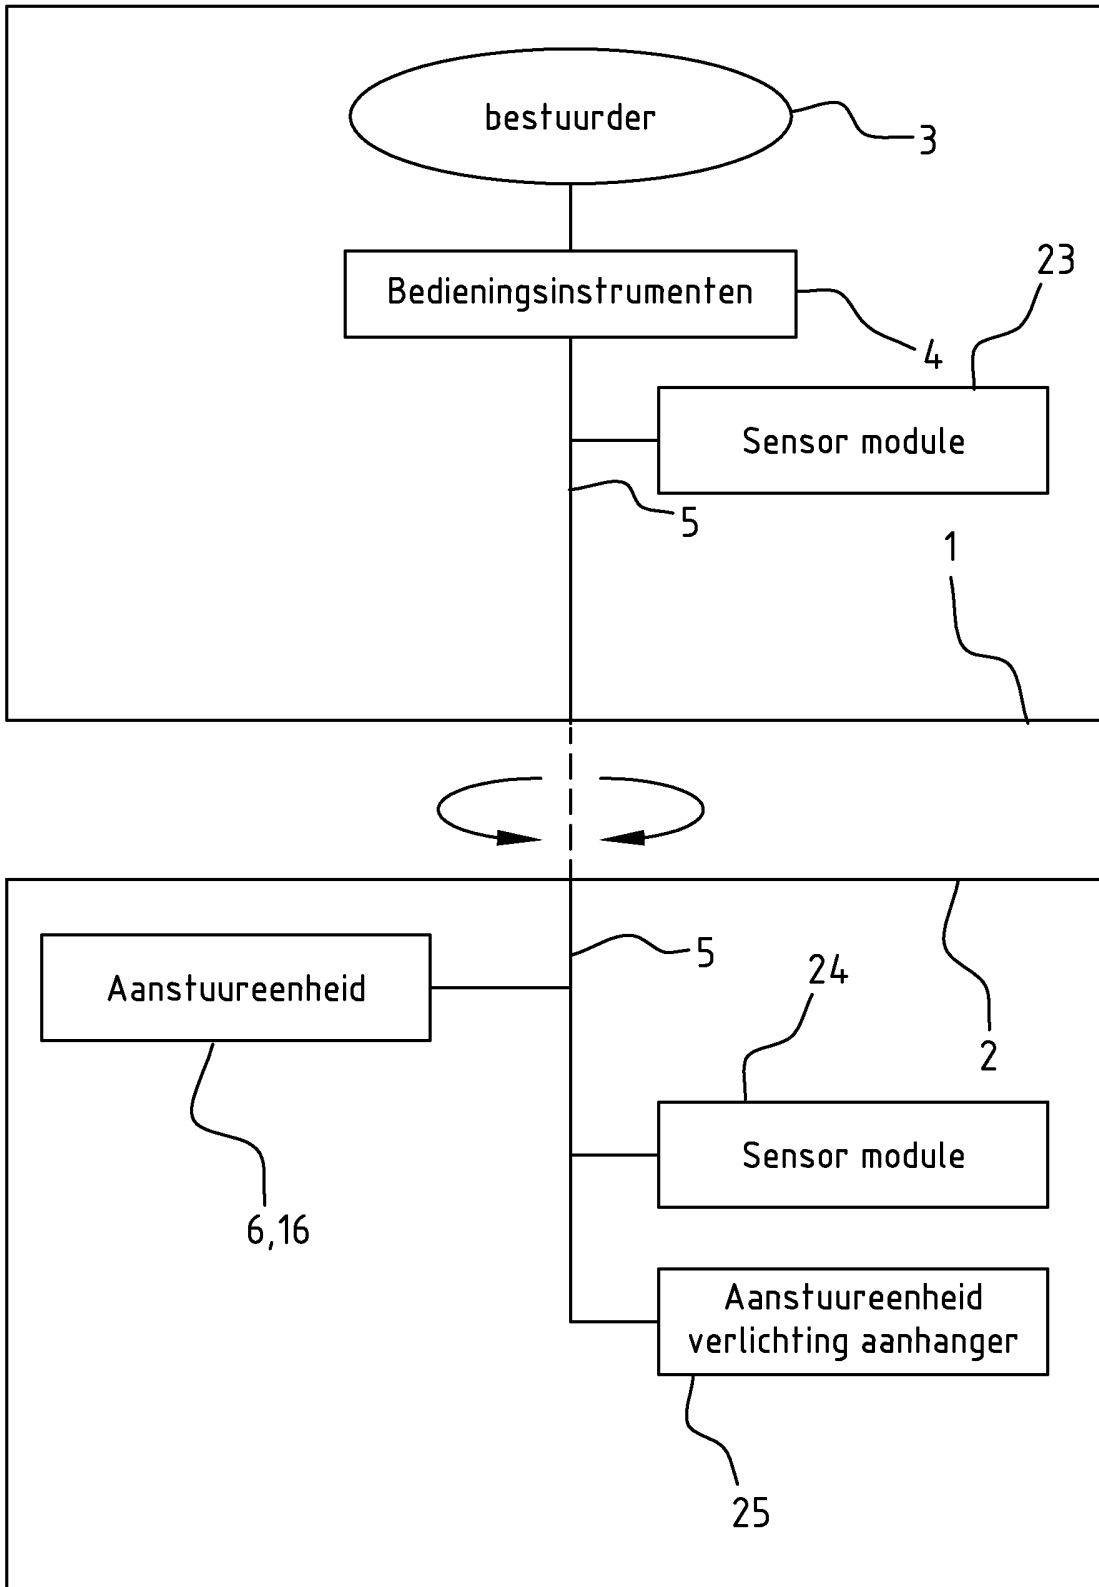 bestuurder
3
Bedieningsinstrumenten
23
4
Sensor module
5
1
5
Aanstuureenheid
24
2
Sensor module
6,16
Aanstuureenheid
verlichting aanhanger
25